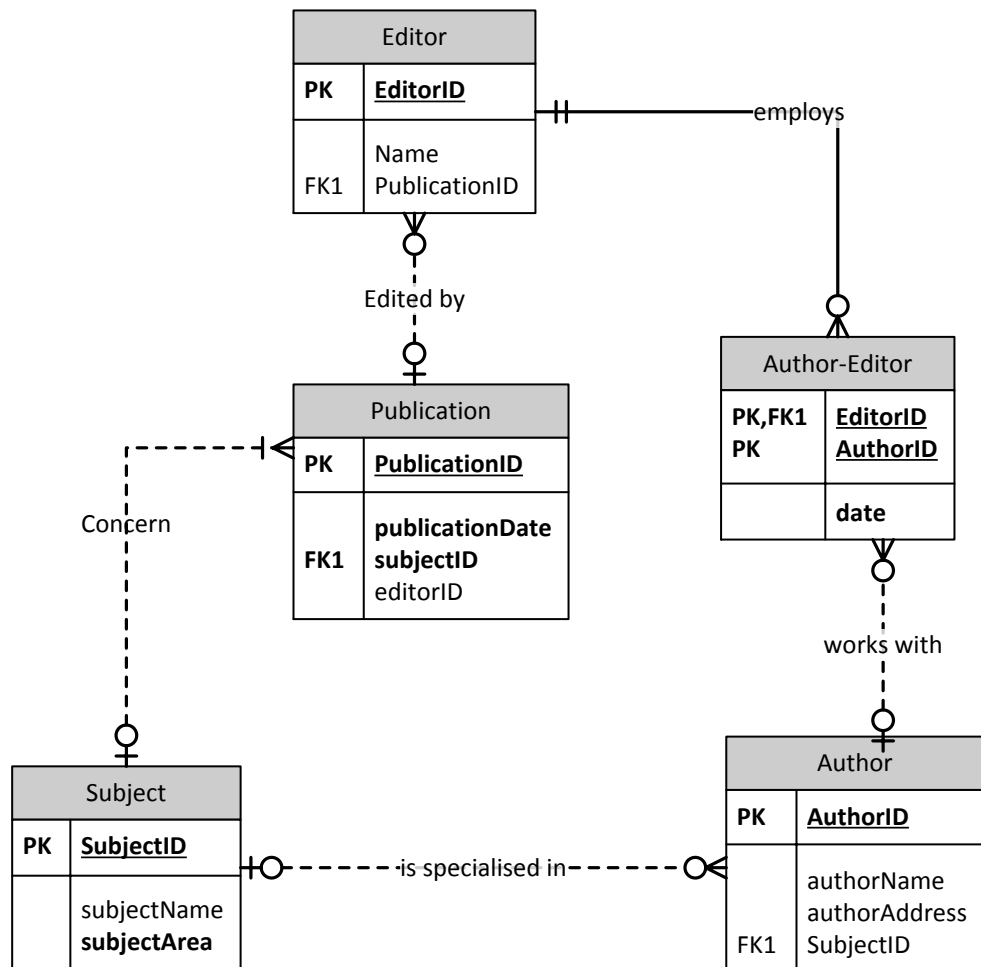 Editor
PK EditorID
Name
FK1 PublicationID
employs
Edited by
Author-Editor
PK,FK1 EditorID
PK AuthorID
date
Publication
PK PublicationID
publicationDate
FK1 subjectID
editorID
Concern
works with
Subject
PK SubjectID
subjectName
subjectArea
is specialised in
Author
PK AuthorID
authorName
authorAddress
FK1 SubjectID